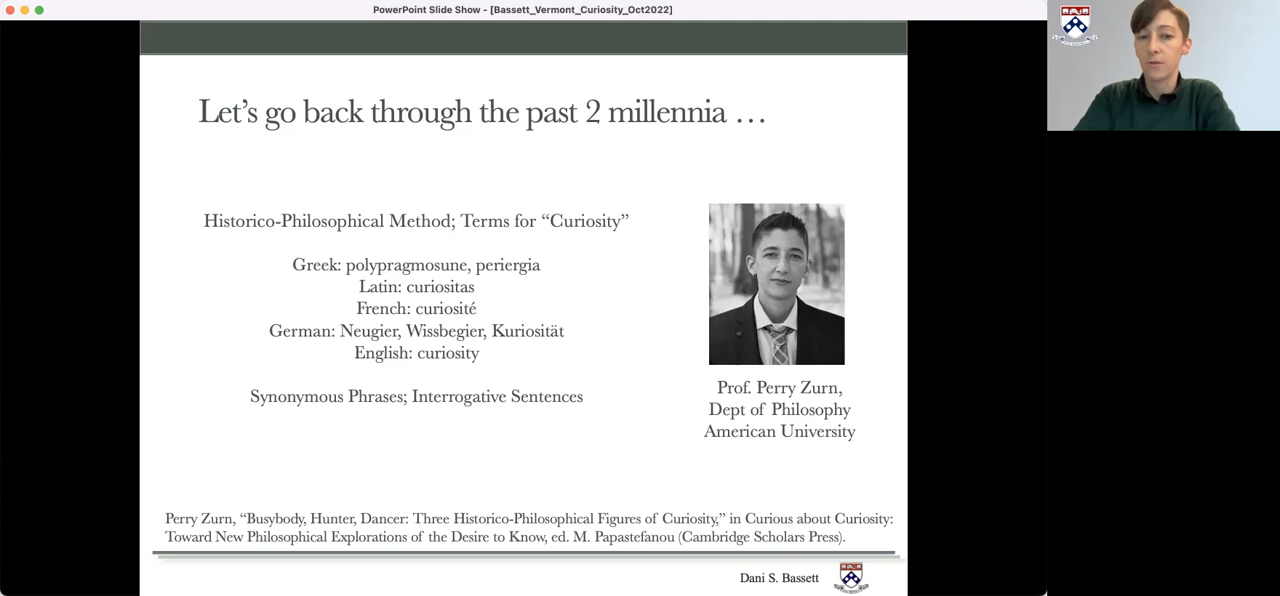 PowerPoint Slide Show - [Bassett_Vermont_Curiosity_Oct2022]
Let’s go back through the past 2 millennia …
Historico-Philosophical Method; Terms for “Curiosity”
Greek: polypragmosune, periergia
Latin: curiositas
French: curiosité
German: Neugier, Wissbegier, Kuriosität
English: curiosity
Synonymous Phrases; Interrogative Sentences
Prof. Perry Zurn,
Dept of Philosophy
American University
Perry Zurn, “Busybody, Hunter, Dancer: Three Historico-Philosophical Figures of Curiosity,” in Curious about Curiosity:
Toward New Philosophical Explorations of the Desire to Know, ed. M. Papastefanou (Cambridge Scholars Press).
Dani S. Bassett